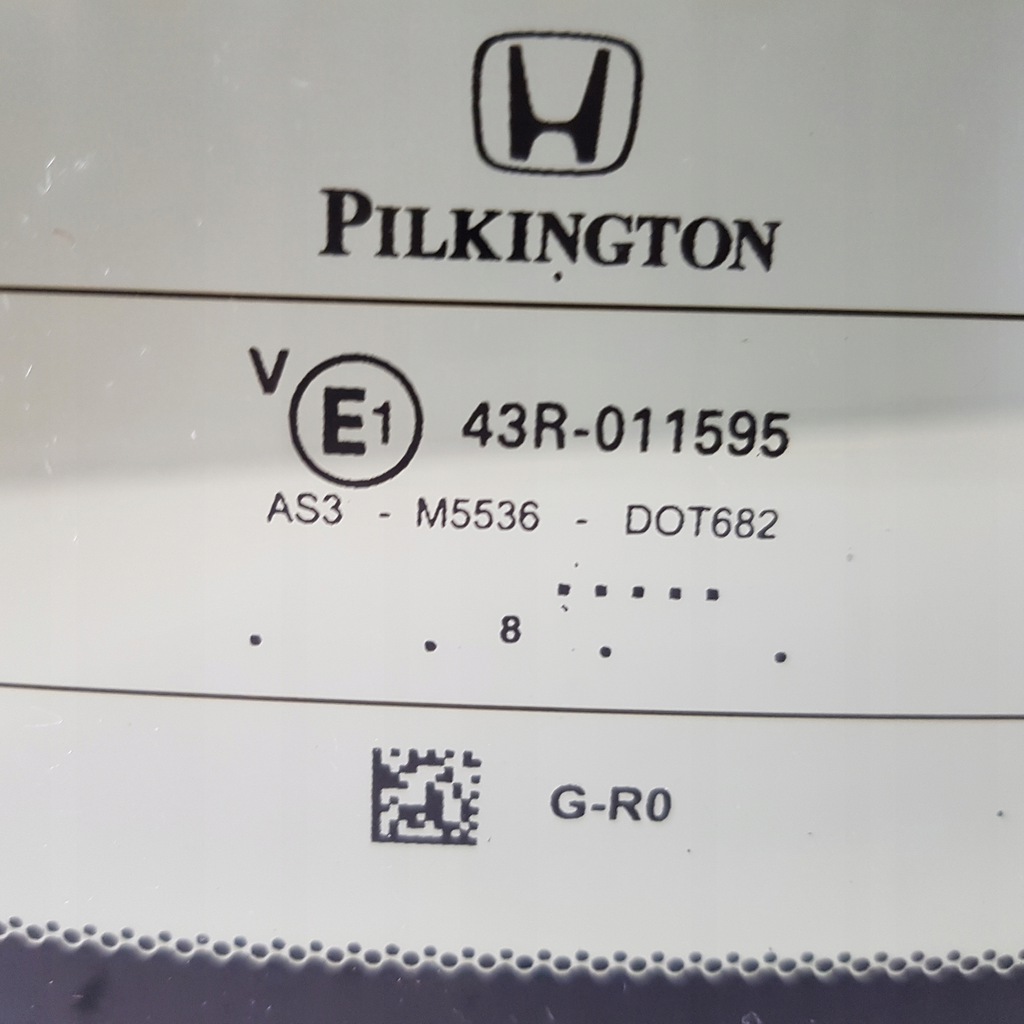 PILKINGTON
V E1 43R-011595
AS3 - M5536 - DOT682
.....
. . 8 . .
G-R0